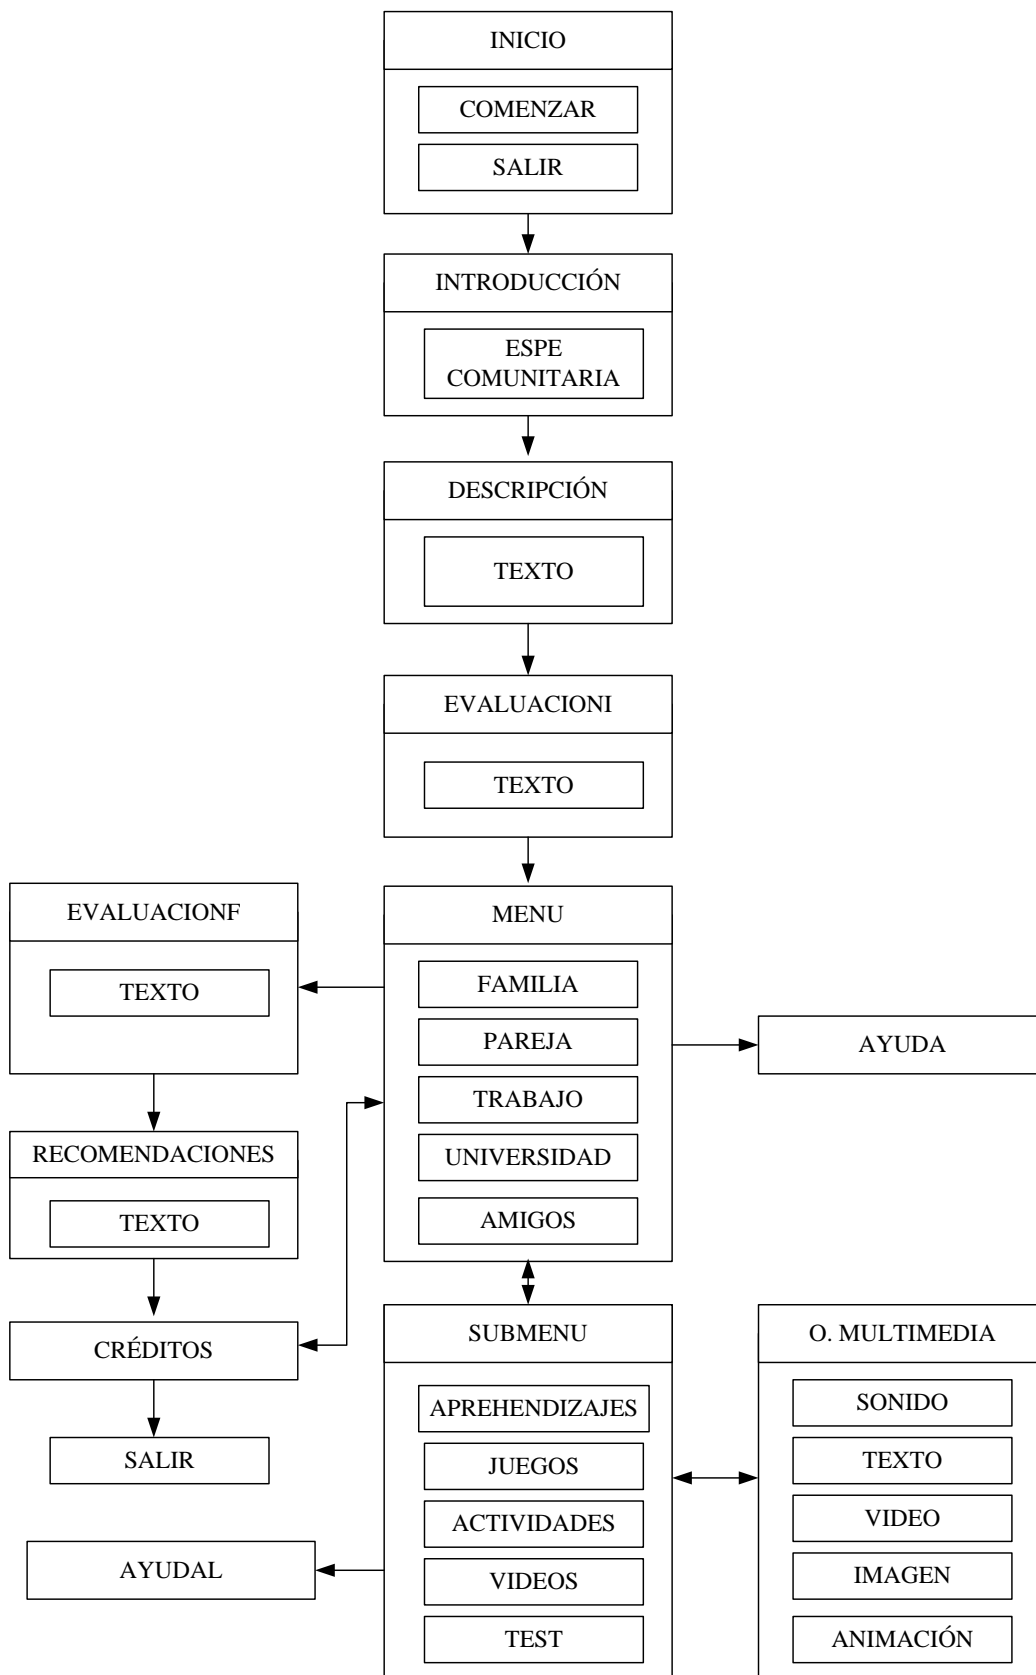 INICIO
COMENZAR
SALIR
INTRODUCCIÓN
ESPE
COMUNITARIA
DESCRIPCIÓN
TEXTO
EVALUACIONI
TEXTO
EVALUACIONF
TEXTO
RECOMENDACIONES
TEXTO
CRÉDITOS
SALIR
MENU
FAMILIA
PAREJA
TRABAJO
UNIVERSIDAD
AMIGOS
AYUDA
SUBMENU
APREHENDIZAJES
JUEGOS
ACTIVIDADES
VIDEOS
TEST
AYUDAL
O. MULTIMEDIA
SONIDO
TEXTO
VIDEO
IMAGEN
ANIMACIÓN